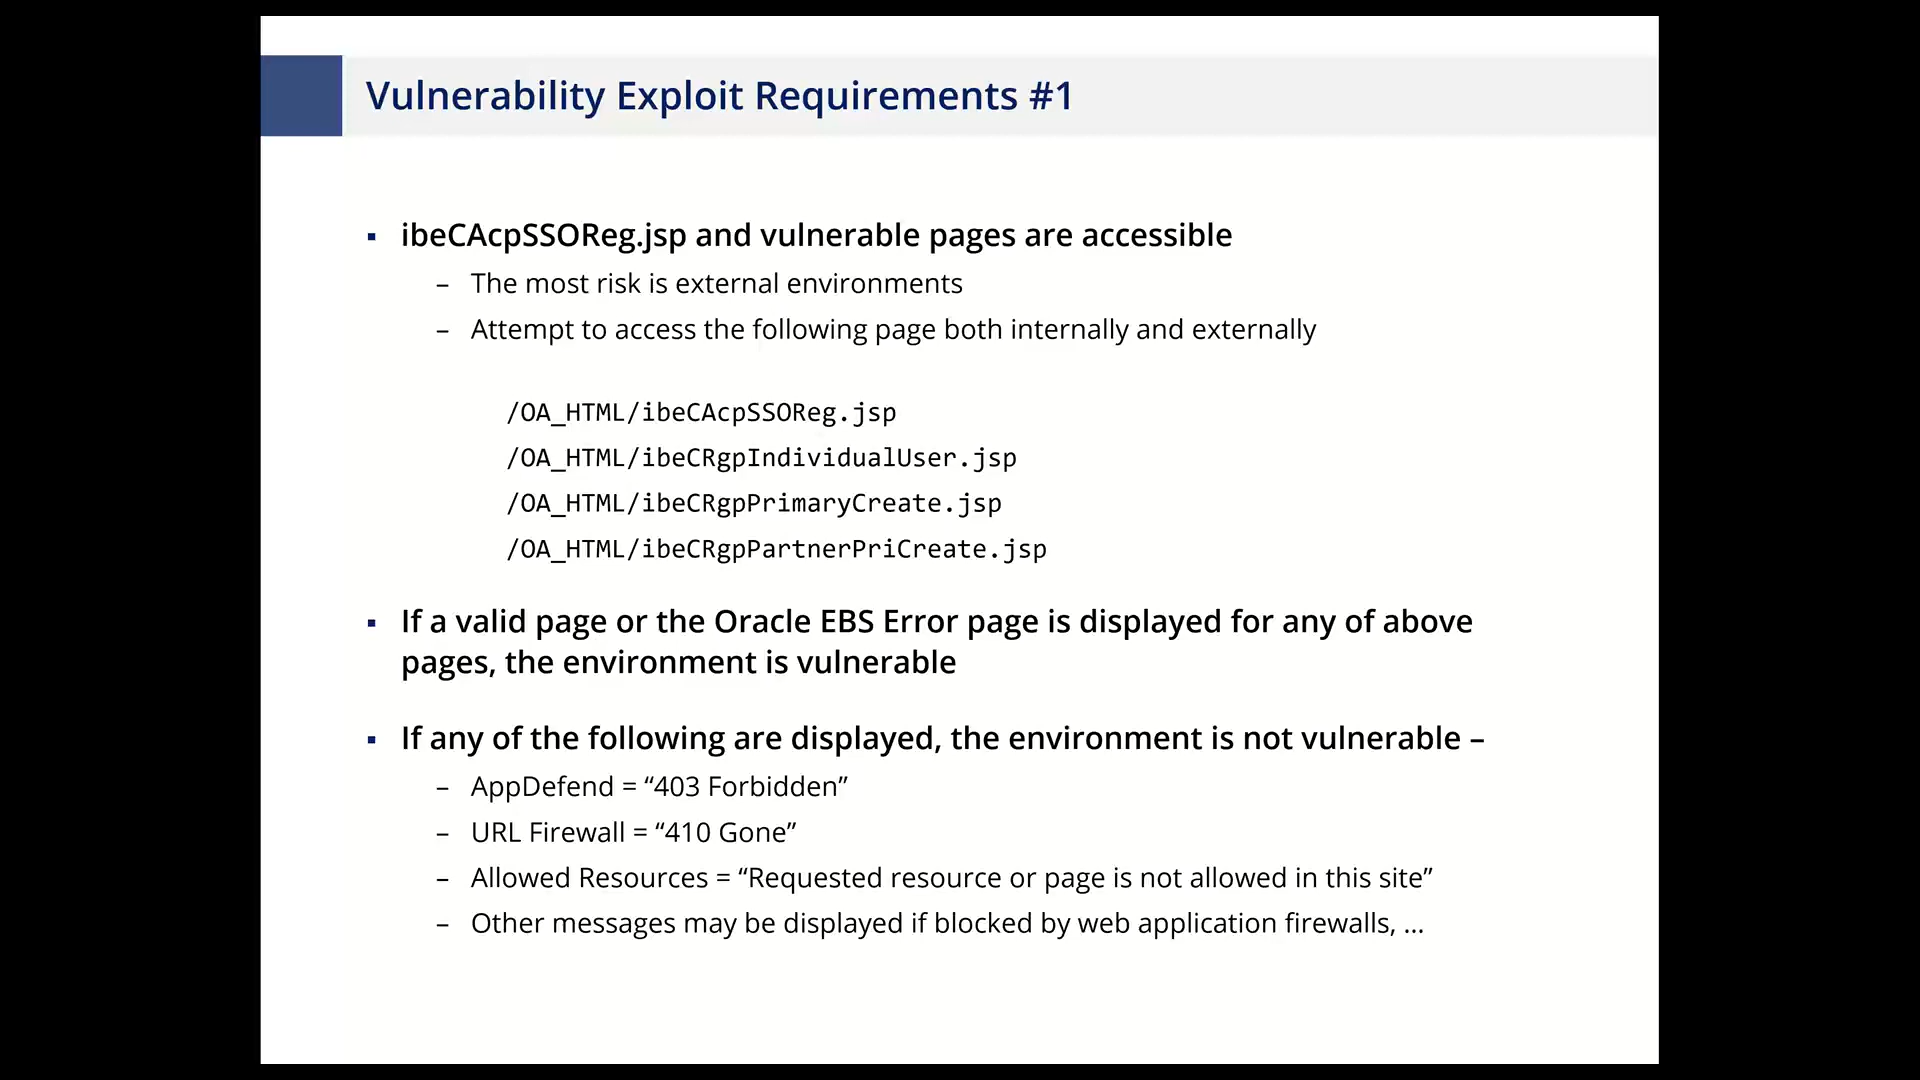 Vulnerability Exploit Requirements #1
▪ ibeCAcpSSOReg.jsp and vulnerable pages are accessible
– The most risk is external environments
– Attempt to access the following page both internally and externally
/OA_HTML/ibeCAcpSSOReg.jsp
/OA_HTML/ibeCRgpIndividualUser.jsp
/OA_HTML/ibeCRgpPrimaryCreate.jsp
/OA_HTML/ibeCRgpPartnerPriCreate.jsp
▪ If a valid page or the Oracle EBS Error page is displayed for any of above
pages, the environment is vulnerable
▪ If any of the following are displayed, the environment is not vulnerable –
– AppDefend = “403 Forbidden”
– URL Firewall = “410 Gone”
– Allowed Resources = “Requested resource or page is not allowed in this site”
– Other messages may be displayed if blocked by web application firewalls, ...